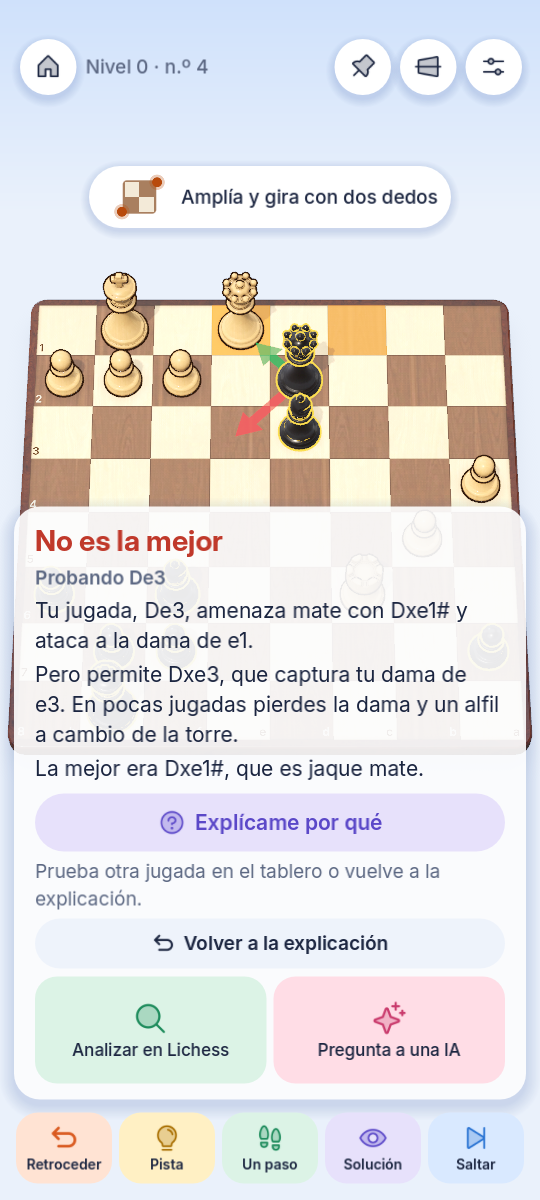 Nivel 0 · n.º 4
Amplía y gira con dos dedos
1
2
3
4
No es la mejor
Probando De3
Tu jugada, De3, amenaza mate con Dxe1# y
ataca a la dama de e1.
Pero permite Dxe3, que captura tu dama de
e3. En pocas jugadas pierdes la dama y un alfil
a cambio de la torre.
La mejor era Dxe1#, que es jaque mate.
Explícame por qué
Prueba otra jugada en el tablero o vuelve a la
explicación.
Volver a la explicación
Analizar en Lichess
Pregunta a una IA
Retroceder
Pista
Un paso
Solución
Saltar